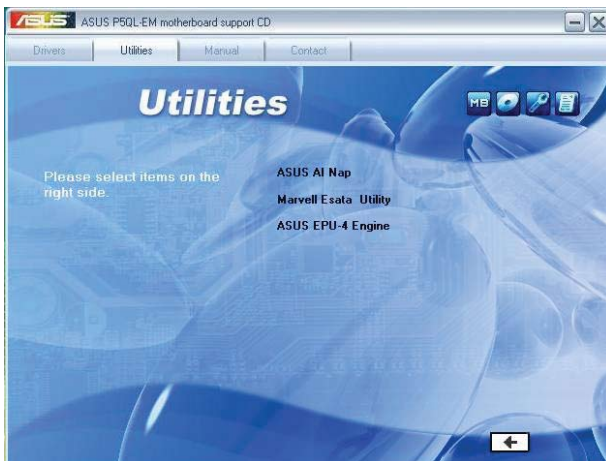 ASUS ASUS P5QL-EM motherboard support CD
Drivers Utilities Manual Contact
Utilities
MB
Please select items on the
right side.
ASUS AI Nap
Marvell Esata Utility
ASUS EPU-4 Engine